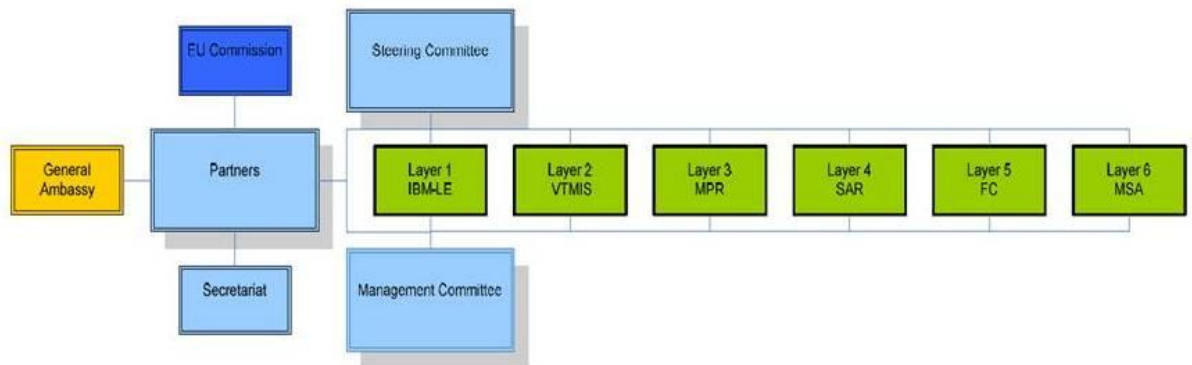 EU Commission
Steering Committee
General
Ambassy
Partners
Layer 1
IBM-LE
Layer 2
VTMIS
Layer 3
MPR
Layer 4
SAR
Layer 5
FC
Layer 6
MSA
Secretariat
Management Committee